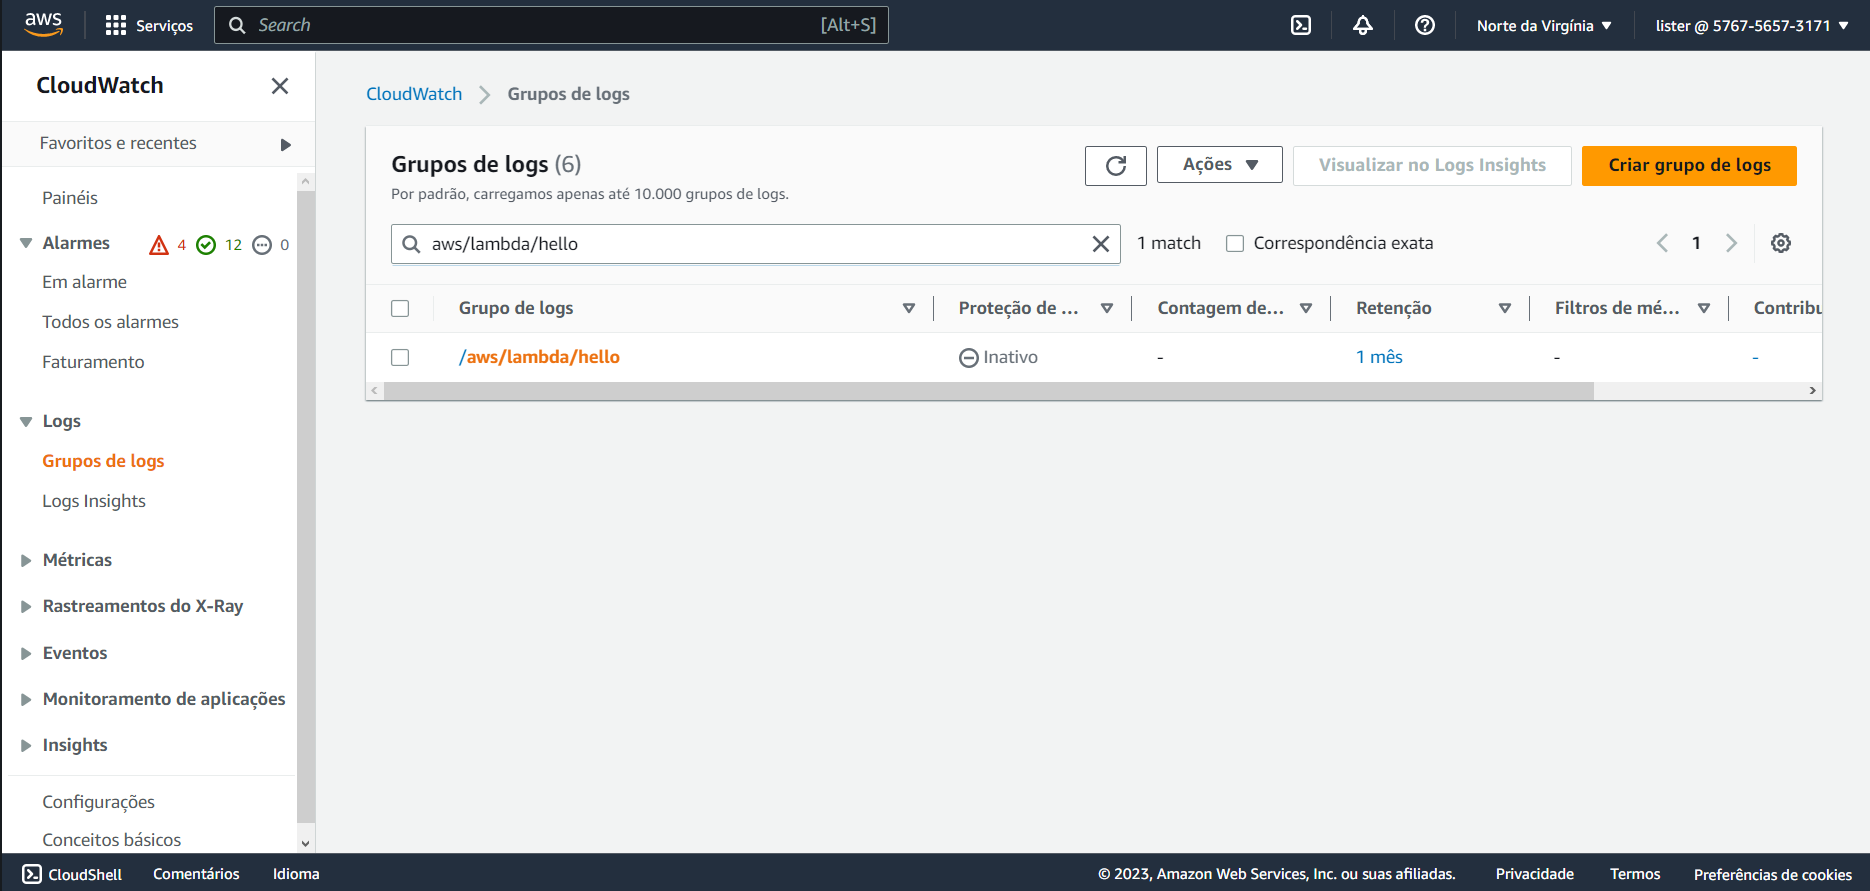 aws
Serviços
Search
[Alt+S]
Norte da Virgínia
lister @ 5767-5657-3171
CloudWatch
Favoritos e recentes
Painéis
Alarmes 4 12 0
Em alarme
Todos os alarmes
Faturamento
Logs
Grupos de logs
Logs Insights
Métricas
Rastreamentos do X-Ray
Eventos
Monitoramento de aplicações
Insights
Configurações
Conceitos básicos
CloudWatch
Grupos de logs
Grupos de logs (6)
Por padrão, carregamos apenas até 10.000 grupos de logs.
Ações
Visualizar no Logs Insights
Criar grupo de logs
aws/lambda/hello
1 match
Correspondência exata
1
Grupo de logs
Proteção de ...
Contagem de...
Retenção
Filtros de mé...
Contribu
/aws/lambda/hello
Inativo
-
1 mês
-
-
CloudShell
Comentários
Idioma
© 2023, Amazon Web Services, Inc. ou suas afiliadas.
Privacidade
Termos
Preferências de cookies